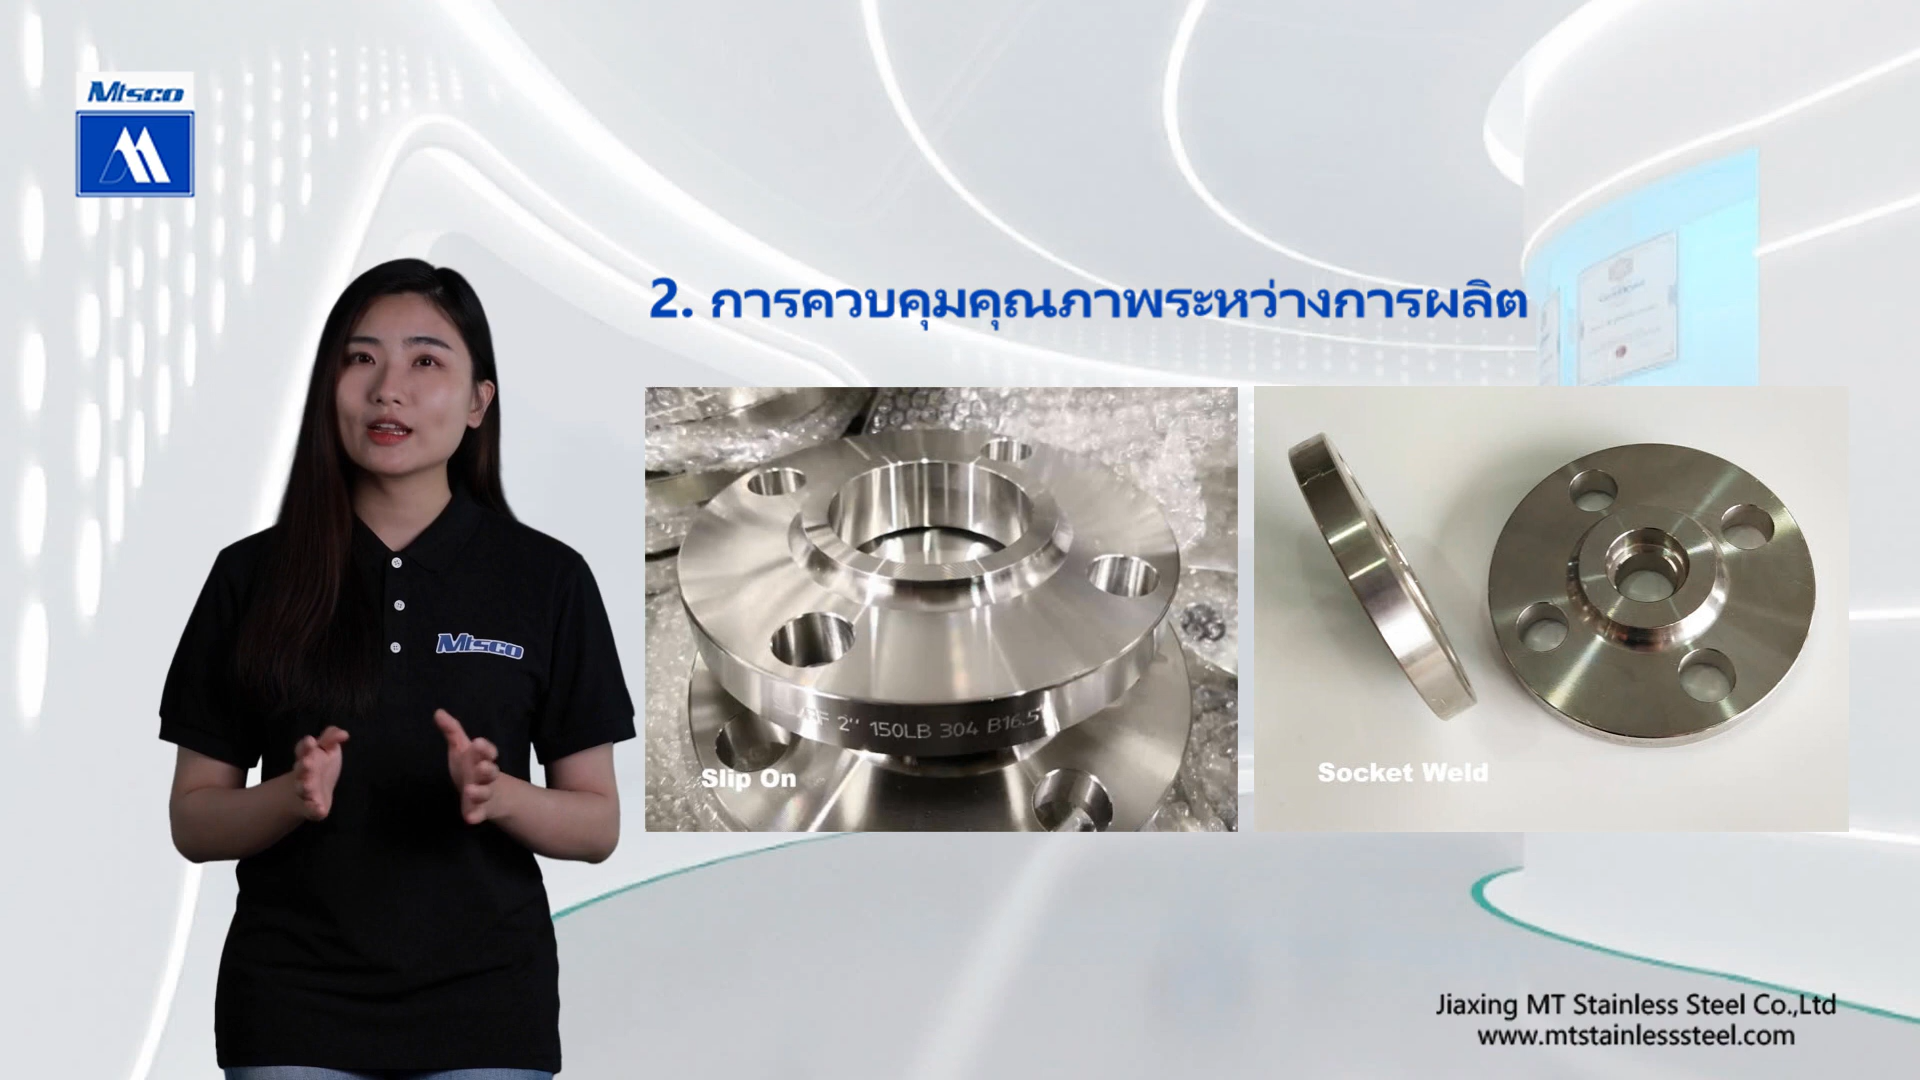 Mtsco
2. การควบคุมคุณภาพระหว่างการผลิต
Mtsco
2'' 150LB 304 B16.5
Slip On
Socket Weld
Jiaxing MT Stainless Steel Co.,Ltd
www.mtstainlesssteel.com